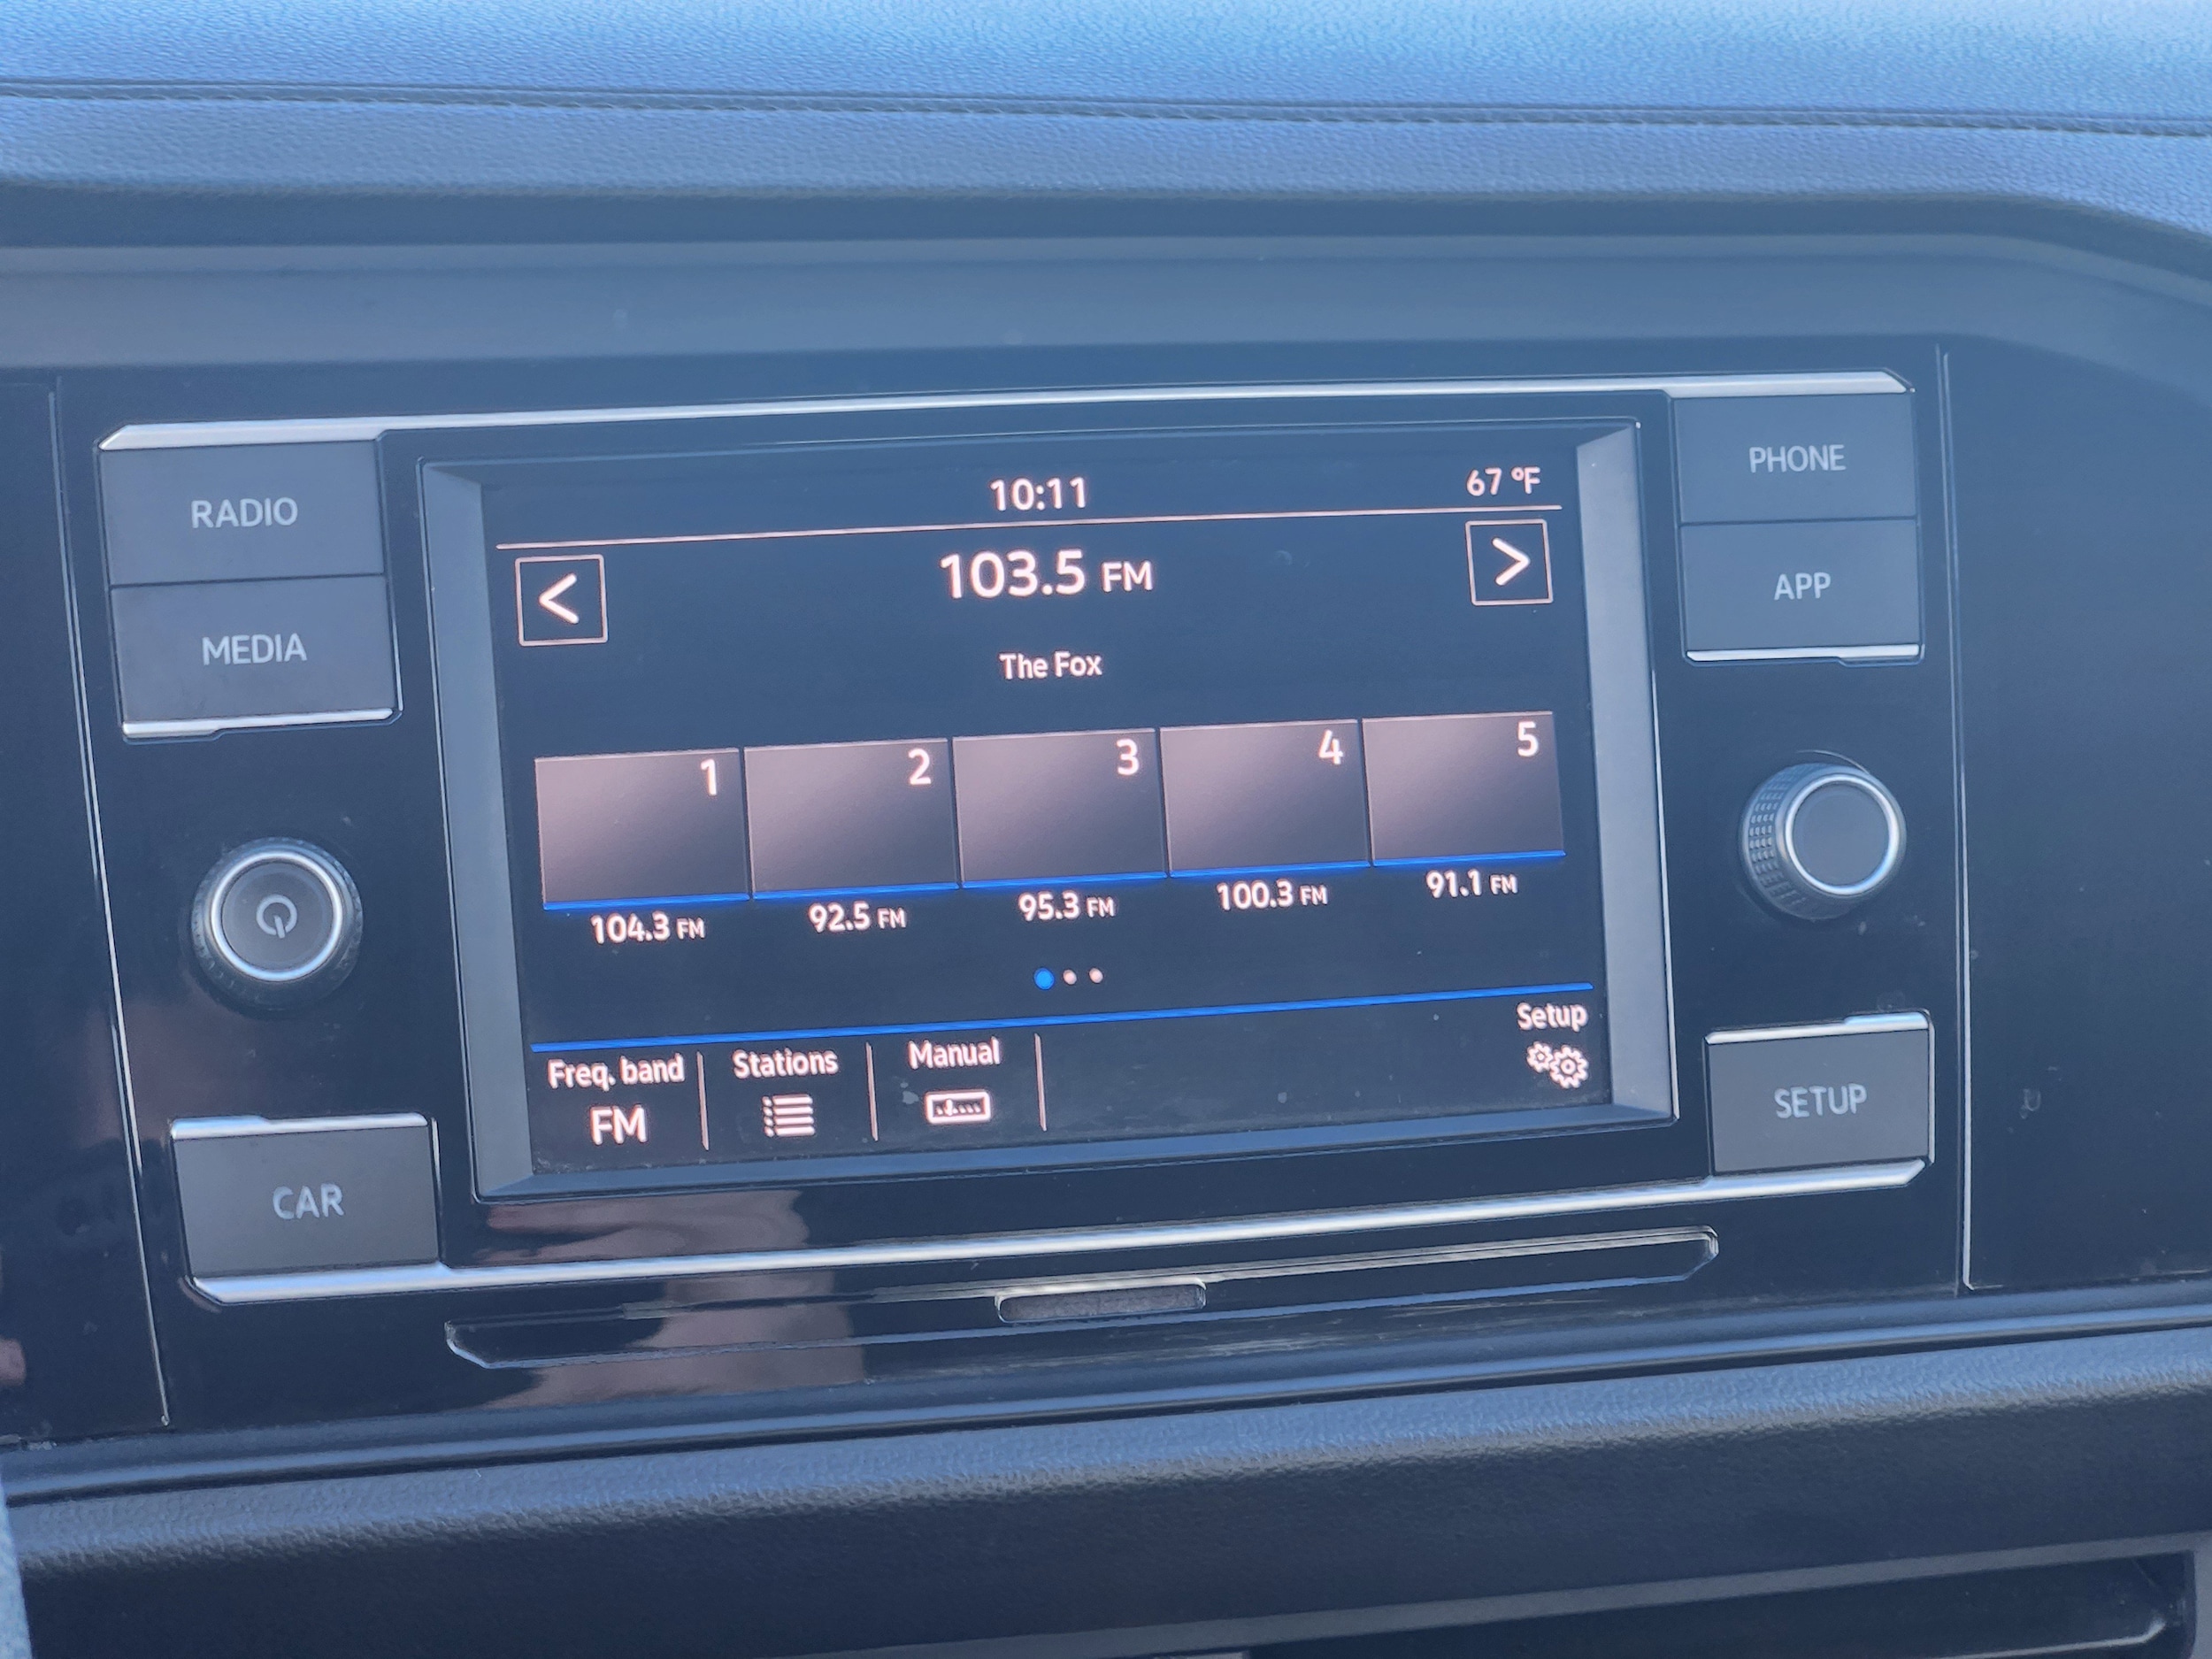 RADIO
MEDIA
CAR
10:11
67 °F
<
103.5 FM
>
The Fox
1
2
3
4
5
104.3 FM
92.5 FM
95.3 FM
100.3 FM
91.1 FM
Freq. band
FM
Stations
Manual
Setup
PHONE
APP
SETUP